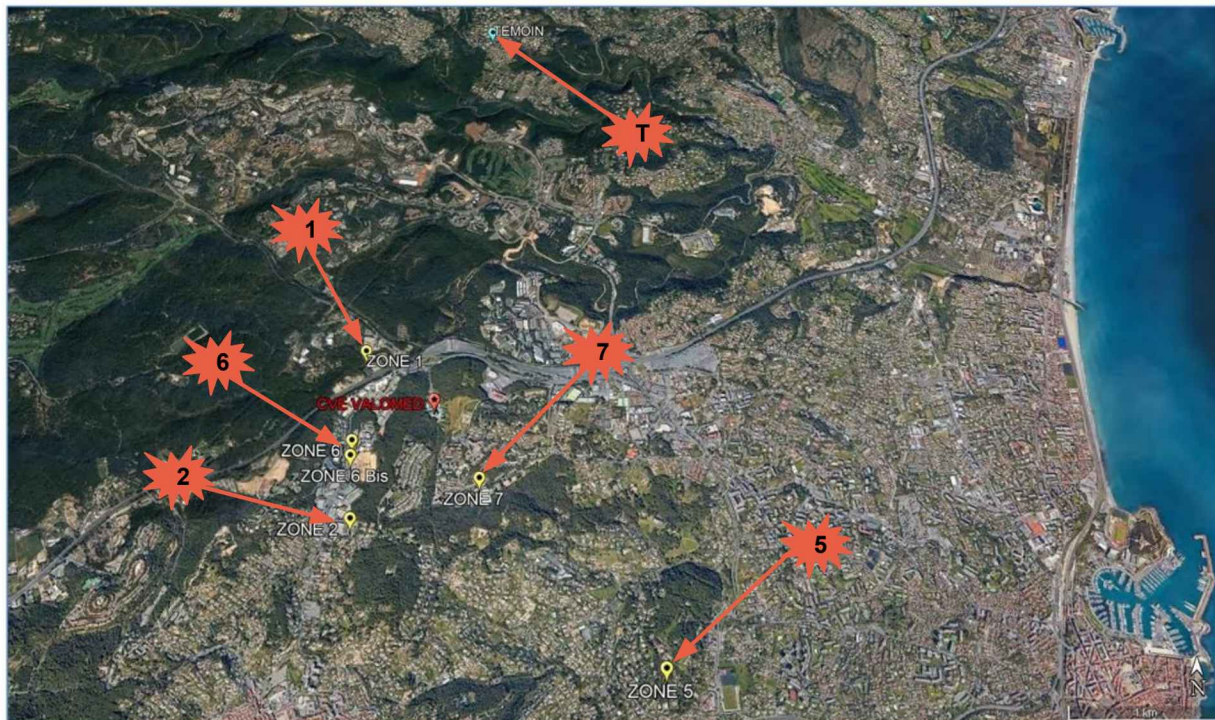 TEMOIN
T
1
7
ZONE 1
6
CVE VALOMED
ZONE 6
ZONE 6 Bis
2
ZONE 7
ZONE 2
5
ZONE 5
N
1 km